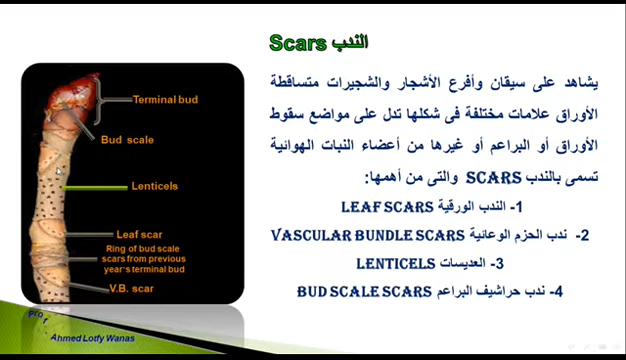 الندب Scars
يشاهد على سيقان وأفرع الأشجار والشجيرات متساقطة
الأوراق علامات مختلفة فى شكلها تدل على مواضع سقوط
الأوراق أو البراعم أو غيرها من أعضاء النبات الهوائية
تسمى بالندب SCARS والتى من أهمها:
1- الندب الورقية LEAF SCARS
2- ندب الحزم الوعائية VASCULAR BUNDLE SCARS
3- العديسات LENTICELS
4- ندب حراشيف البراعم BUD SCALE SCARS
Terminal bud
Bud scale
Lenticels
Leaf scar
Ring of bud scale
scars from previous
year's terminal bud
V.B. scar
Prof.
Ahmed Lotfy Wanas